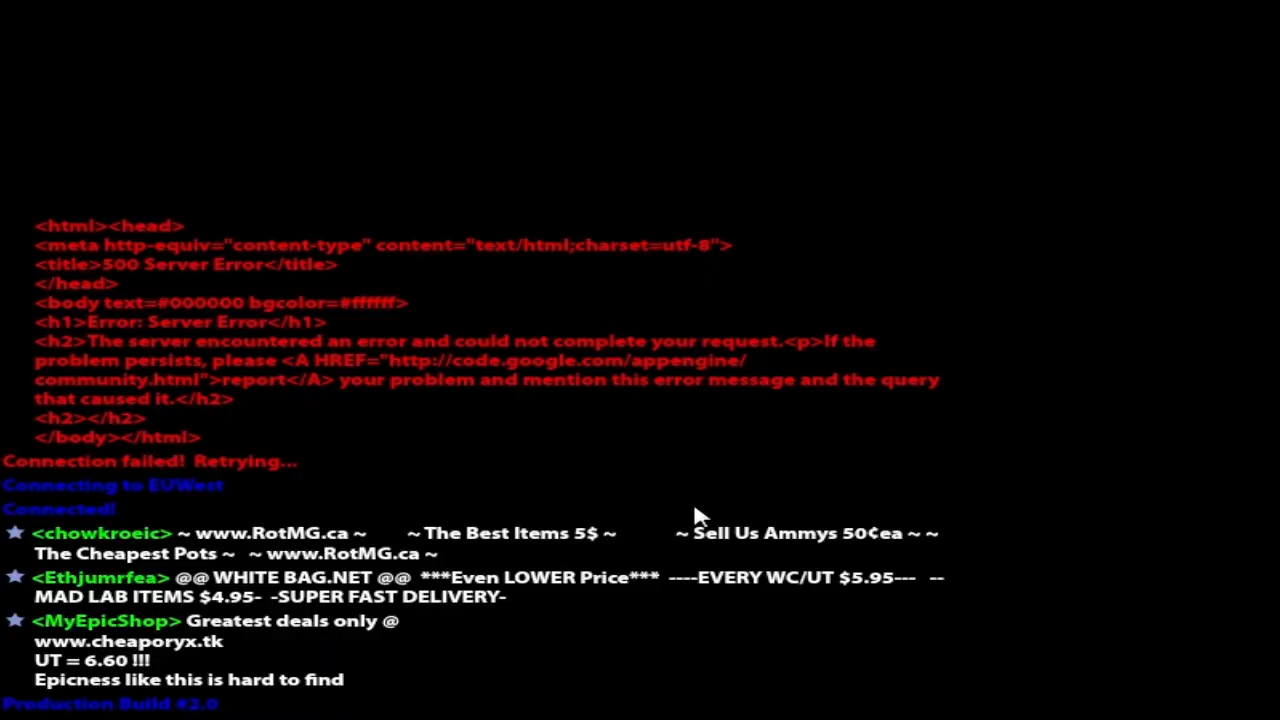 <html><head>
<meta http-equiv="content-type" content="text/html;charset=utf-8">
<title>500 Server Error</title>
</head>
<body text=#000000 bgcolor=#ffffff>
<h1>Error: Server Error</h1>
<h2>The server encountered an error and could not complete your request.<p>If the
problem persists, please <A HREF="http://code.google.com/appengine/
community.html">report</A> your problem and mention this error message and the query
that caused it.</h2>
<h2></h2>
</body></html>
Connection failed!  Retrying...
Connecting to EUWest
Connected!
<chowkroeic> ~ www.RotMG.ca ~ ~ The Best Items 5$ ~ ~ Sell Us Ammys 50¢ea ~ ~
The Cheapest Pots ~ ~ www.RotMG.ca ~
<Ethjumrfea> @@ WHITE BAG.NET @@ ***Even LOWER Price*** ----EVERY WC/UT $5.95--- --
MAD LAB ITEMS $4.95- -SUPER FAST DELIVERY-
<MyEpicShop> Greatest deals only @
www.cheaporyx.tk
UT = 6.60 !!!
Epicness like this is hard to find
Production Build #2.0